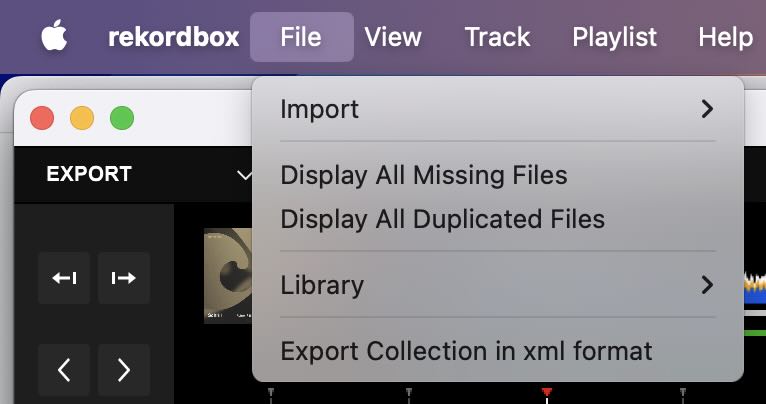 rekordbox File View Track Playlist Help
Import
EXPORT
Display All Missing Files
Display All Duplicated Files
Library
Export Collection in xml format